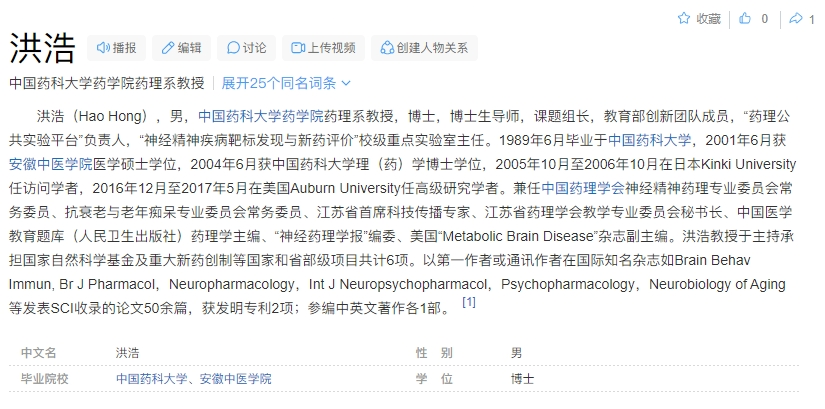 收藏 0 1
洪浩 播报 编辑 讨论 上传视频 创建人物关系
中国药科大学药学院药理系教授 展开25个同名词条
洪浩（Hao Hong），男，中国药科大学药学院药理系教授，博士，博士生导师，课题组长，教育部创新团队成员，“药理公
共实验平台”负责人，“神经精神疾病靶标发现与新药评价”校级重点实验室主任。1989年6月毕业于中国药科大学，2001年6月获
安徽中医学院医学硕士学位，2004年6月获中国药科大学理（药）学博士学位，2005年10月至2006年10月在日本Kinki University
任访问学者，2016年12月至2017年5月在美国Auburn University任高级研究学者。兼任中国药理学会神经精神药理专业委员会常
务委员、抗衰老与老年痴呆专业委员会常务委员、江苏省首席科技传播专家、江苏省药理学会教学专业委员会秘书长、中国医学
教育题库（人民卫生出版社）药理学主编、“神经药理学报”编委、美国“Metabolic Brain Disease”杂志副主编。洪浩教授于主持承
担国家自然科学基金及重大新药创制等国家和省部级项目共计6项。以第一作者或通讯作者在国际知名杂志如Brain Behav
Immun, Br J Pharmacol，Neuropharmacology，Int J Neuropsychopharmacol，Psychopharmacology，Neurobiology of Aging
等发表SCI收录的论文50余篇，获发明专利2项；参编中英文著作各1部。 [1]
中文名 洪浩 性 别 男
毕业院校 中国药科大学、安徽中医学院 学 位 博士